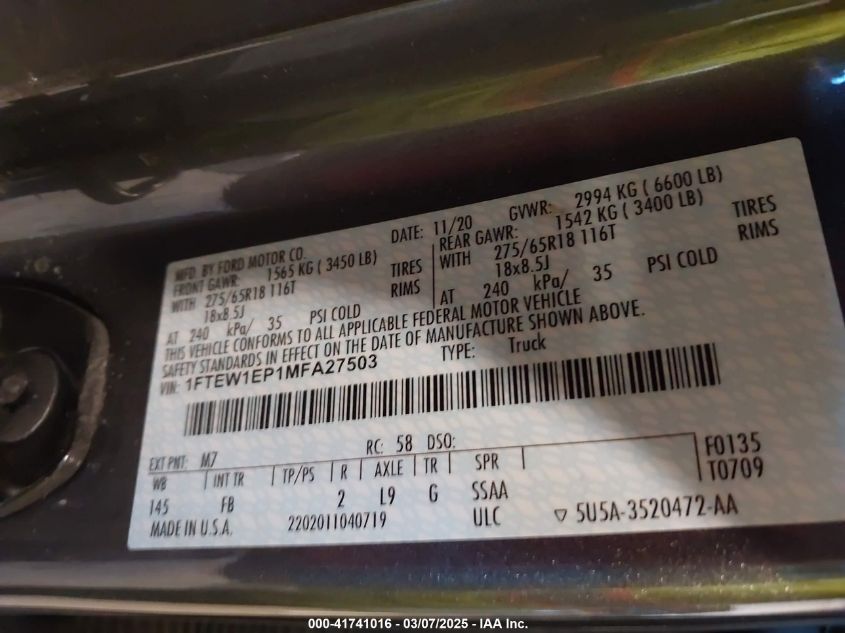 MFD. BY FORD MOTOR CO. DATE: 11/20 GVWR: 2994 KG ( 6600 LB)
FRONT GAWR: 1565 KG ( 3450 LB) REAR GAWR: 1542 KG ( 3400 LB)
WITH 275/65R18 116T TIRES WITH 275/65R18 116T TIRES
18x8.5J RIMS 18x8.5J RIMS
AT 240 kPa/ 35 PSI COLD AT 240 kPa/ 35 PSI COLD
THIS VEHICLE CONFORMS TO ALL APPLICABLE FEDERAL MOTOR VEHICLE
SAFETY STANDARDS IN EFFECT ON THE DATE OF MANUFACTURE SHOWN ABOVE.
VIN: 1FTEW1EP1MFA27503 TYPE: Truck
EXT PNT: M7 RC: 58 DSO: F0135
WB INT TR TP/PS R AXLE TR SPR T0709
145 FB 2 L9 G SSAA
MADE IN U.S.A. 2202011040719 ULC ▽ 5U5A-3520472-AA
000-41741016 - 03/07/2025 - IAA Inc.